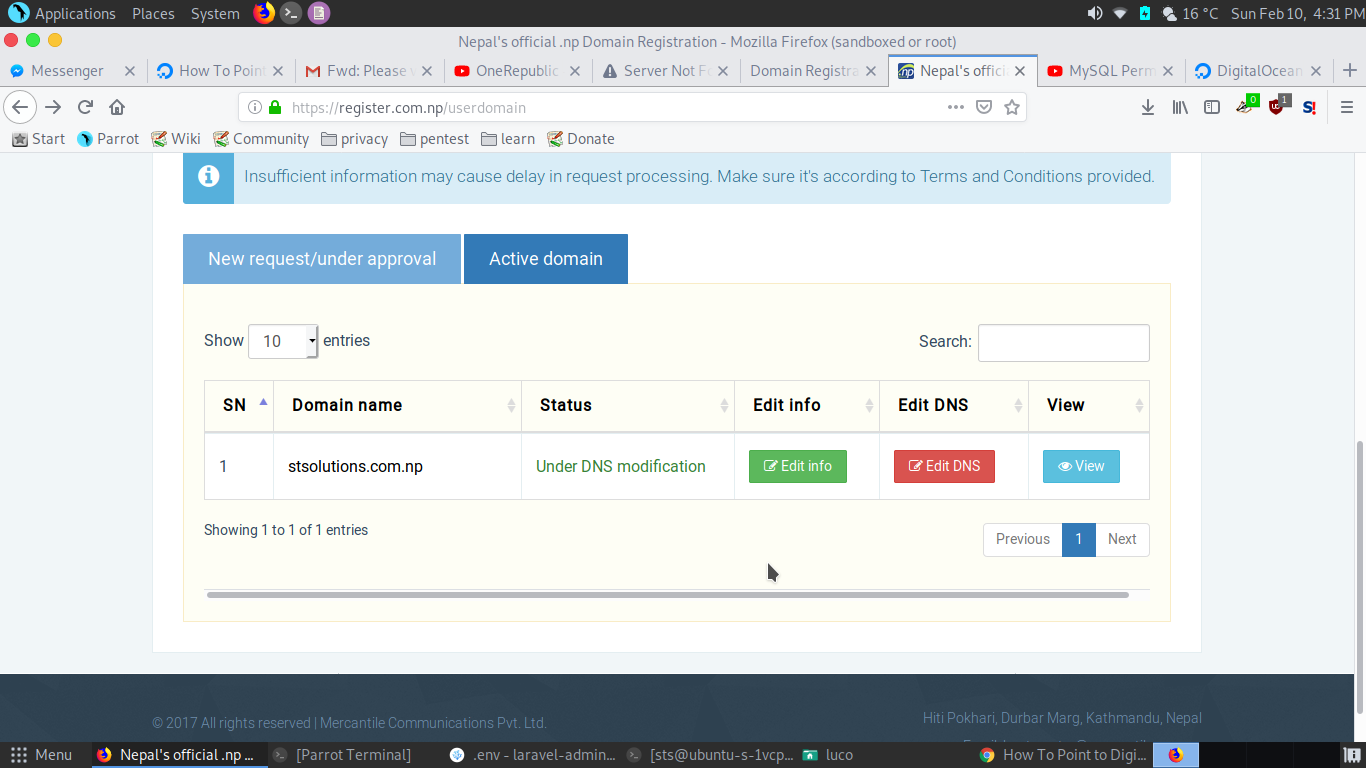 Applications Places System 16 °C Sun Feb 10, 4:31 PM
Nepal's official .np Domain Registration - Mozilla Firefox (sandboxed or root)
Messenger How To Point Fwd: Please OneRepublic Server Not Domain Registra Nepal's offici MySQL Perm DigitalOcean
https://register.com.np/userdomain 0 1 S!
Start Parrot Wiki Community privacy pentest learn Donate
Insufficient information may cause delay in request processing. Make sure it's according to Terms and Conditions provided.
New request/under approval Active domain
Show 10 entries Search:
SN Domain name Status Edit info Edit DNS View
1 stsolutions.com.np Under DNS modification Edit info Edit DNS View
Showing 1 to 1 of 1 entries Previous 1 Next
© 2017 All rights reserved | Mercantile Communications Pvt. Ltd.
Hiti Pokhari, Durbar Marg, Kathmandu, Nepal
Menu Nepal's official .np ... [Parrot Terminal] .env - laravel-admin... [sts@ubuntu-s-1vcp... luco How To Point to Digi...